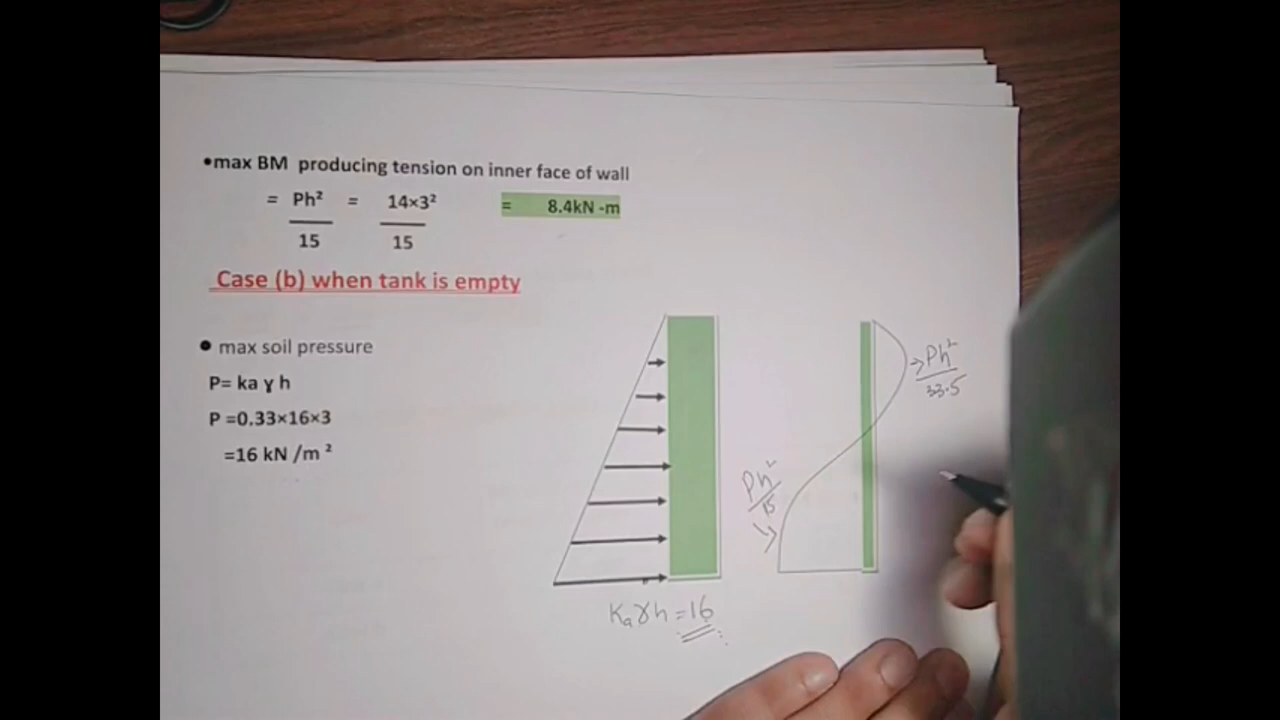 •max BM producing tension on inner face of wall
= Ph² = 14×3² = 8.4kN -m
15 15
Case (b) when tank is empty
• max soil pressure
P= ka γ h
P =0.33×16×3
=16 kN /m ²
Ph²
33.5
Ph²
15
Kaγh =16